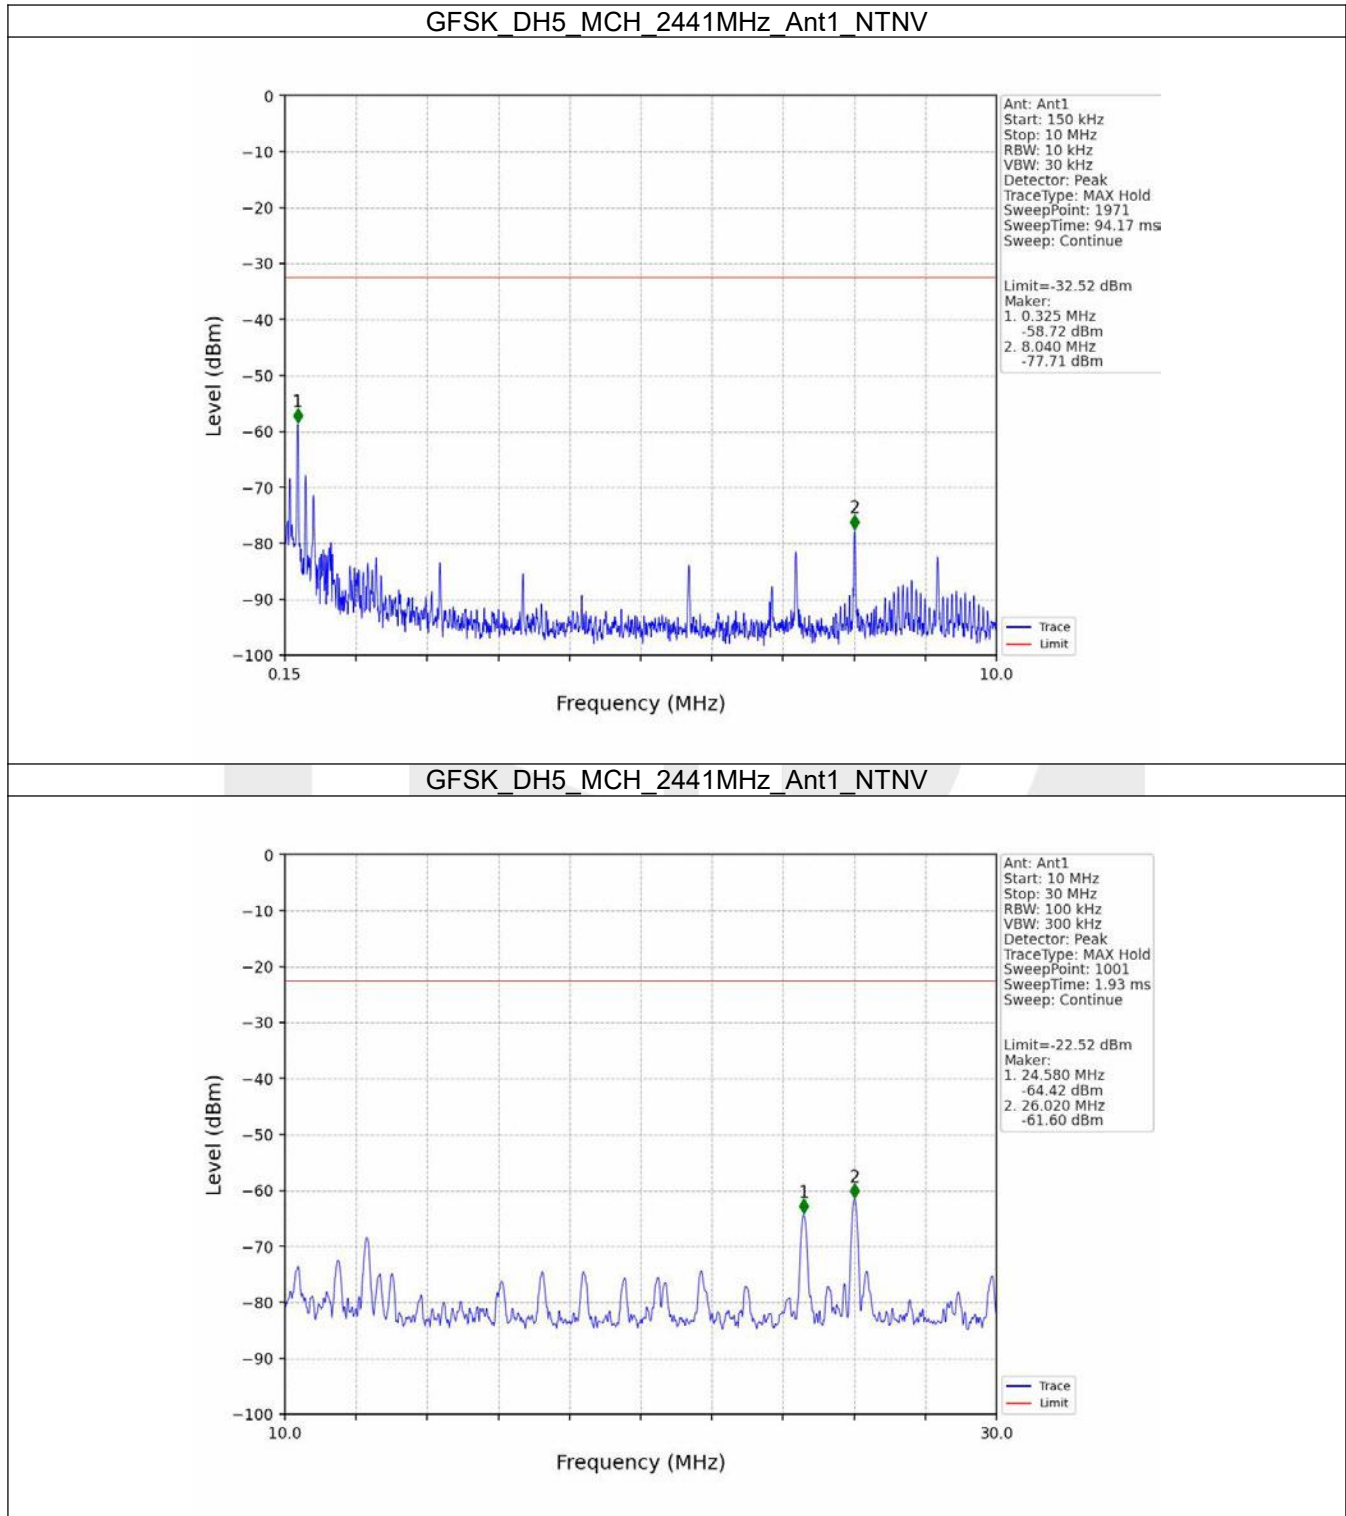 GFSK_DH5_MCH_2441MHz_Ant1_NTNV
0
−10
−20
−30
−40
−50
−60
−70
−80
−90
−100
Level (dBm)
1
2
0.15
10.0
Frequency (MHz)
Ant: Ant1
Start: 150 kHz
Stop: 10 MHz
RBW: 10 kHz
VBW: 30 kHz
Detector: Peak
TraceType: MAX Hold
SweepPoint: 1971
SweepTime: 94.17 ms
Sweep: Continue
Limit=-32.52 dBm
Maker:
1. 0.325 MHz
-58.72 dBm
2. 8.040 MHz
-77.71 dBm
Trace
Limit
GFSK_DH5_MCH_2441MHz_Ant1_NTNV
0
−10
−20
−30
−40
−50
−60
−70
−80
−90
−100
Level (dBm)
1
2
10.0
30.0
Frequency (MHz)
Ant: Ant1
Start: 10 MHz
Stop: 30 MHz
RBW: 100 kHz
VBW: 300 kHz
Detector: Peak
TraceType: MAX Hold
SweepPoint: 1001
SweepTime: 1.93 ms
Sweep: Continue
Limit=-22.52 dBm
Maker:
1. 24.580 MHz
-64.42 dBm
2. 26.020 MHz
-61.60 dBm
Trace
Limit